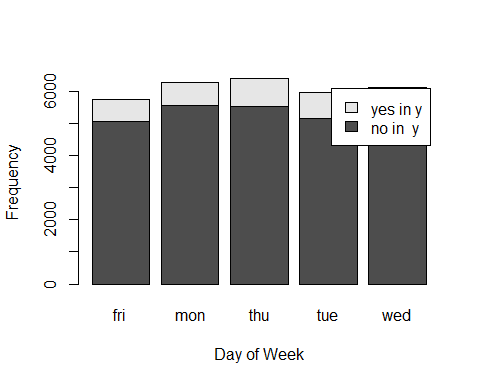 6000
4000
2000
0
Frequency
yes in y
no in  y
fri mon thu tue wed
Day of Week